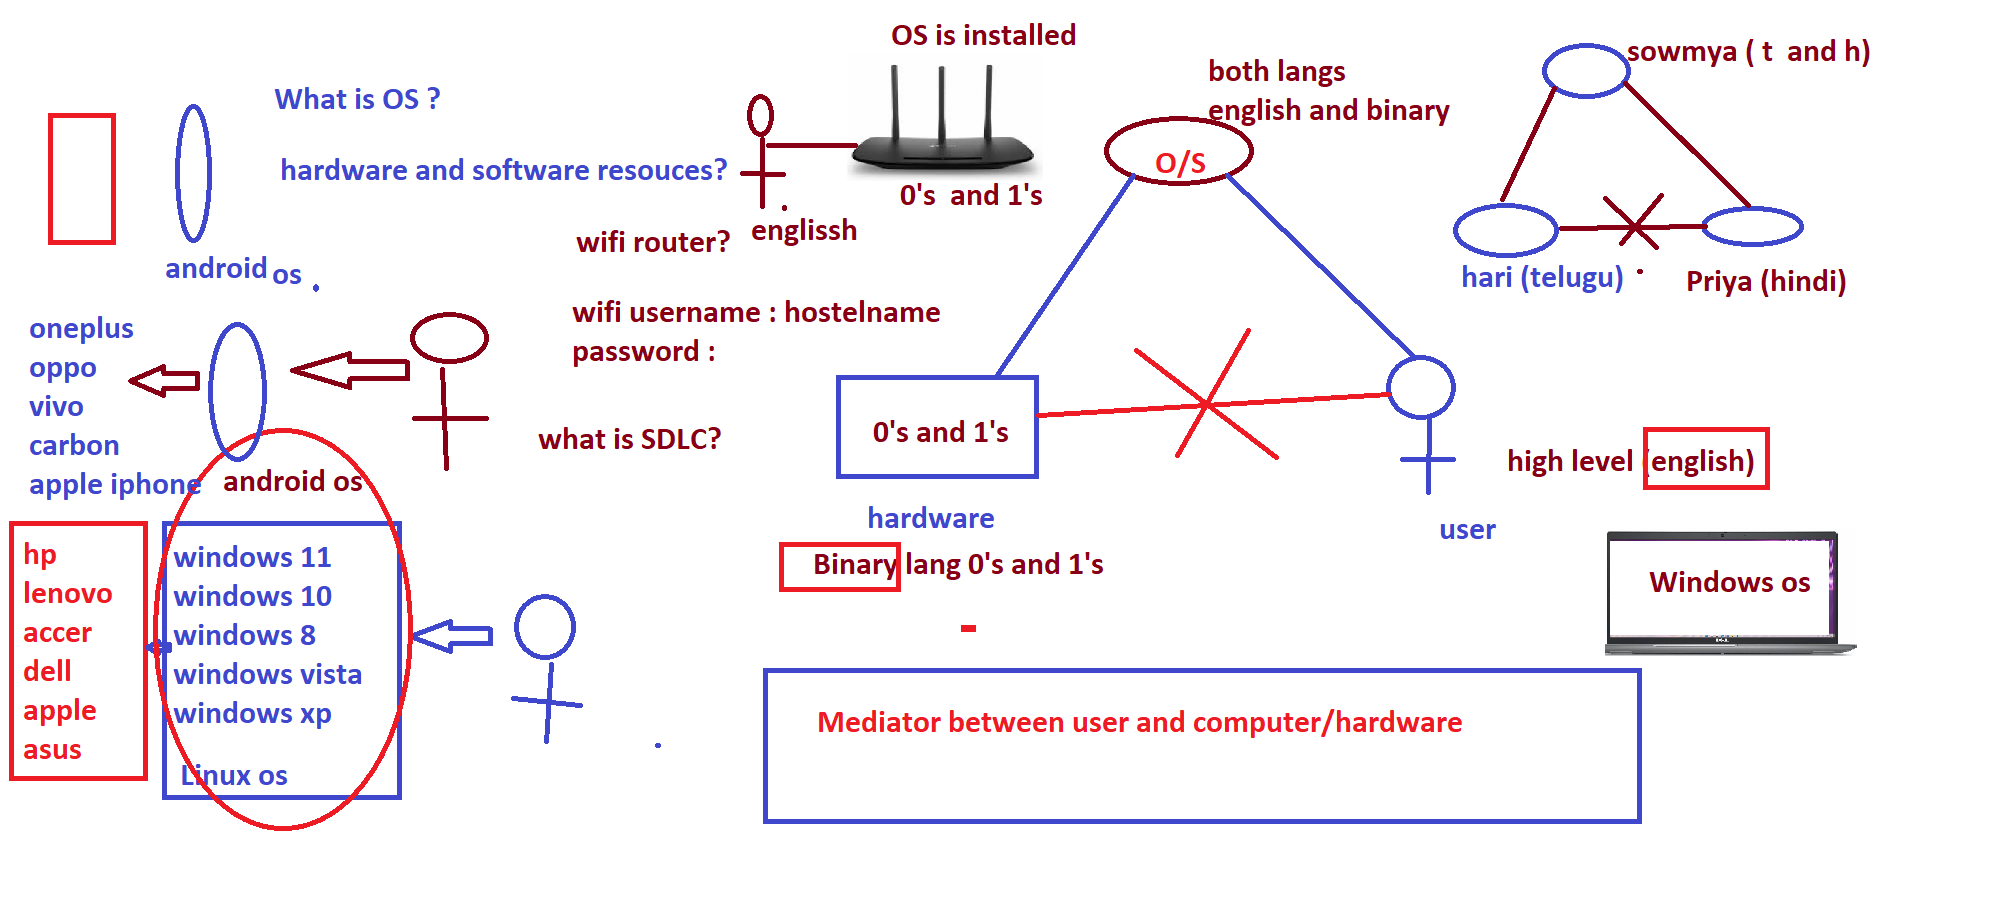 OS is installed
What is OS ?
hardware and software resouces?
0's  and 1's
englissh
wifi router?
android os
both langs
english and binary
O/S
sowmya ( t  and h)
hari (telugu)
Priya (hindi)
oneplus
oppo
vivo
carbon
apple iphone
android os
wifi username : hostelname
password :
what is SDLC?
0's and 1's
hardware
Binary lang 0's and 1's
high level (english)
user
hp
lenovo
accer
dell
apple
asus
windows 11
windows 10
windows 8
windows vista
windows xp
Linux os
Windows os
DELL
Mediator between user and computer/hardware